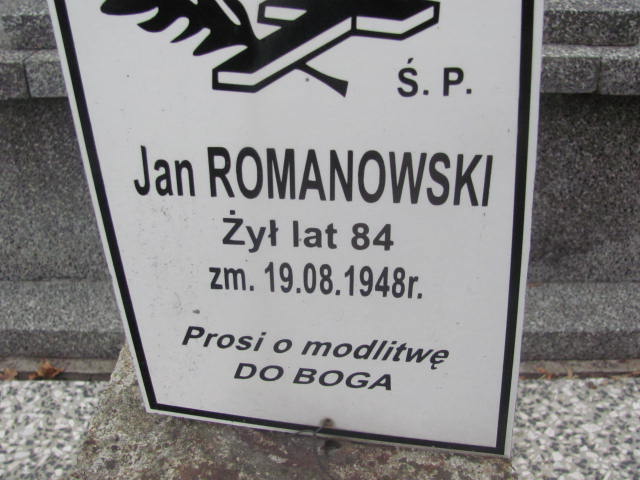 Ś. P.
Jan ROMANOWSKI
Żył lat 84
zm. 19.08.1948r.
Prosi o modlitwę
DO BOGA